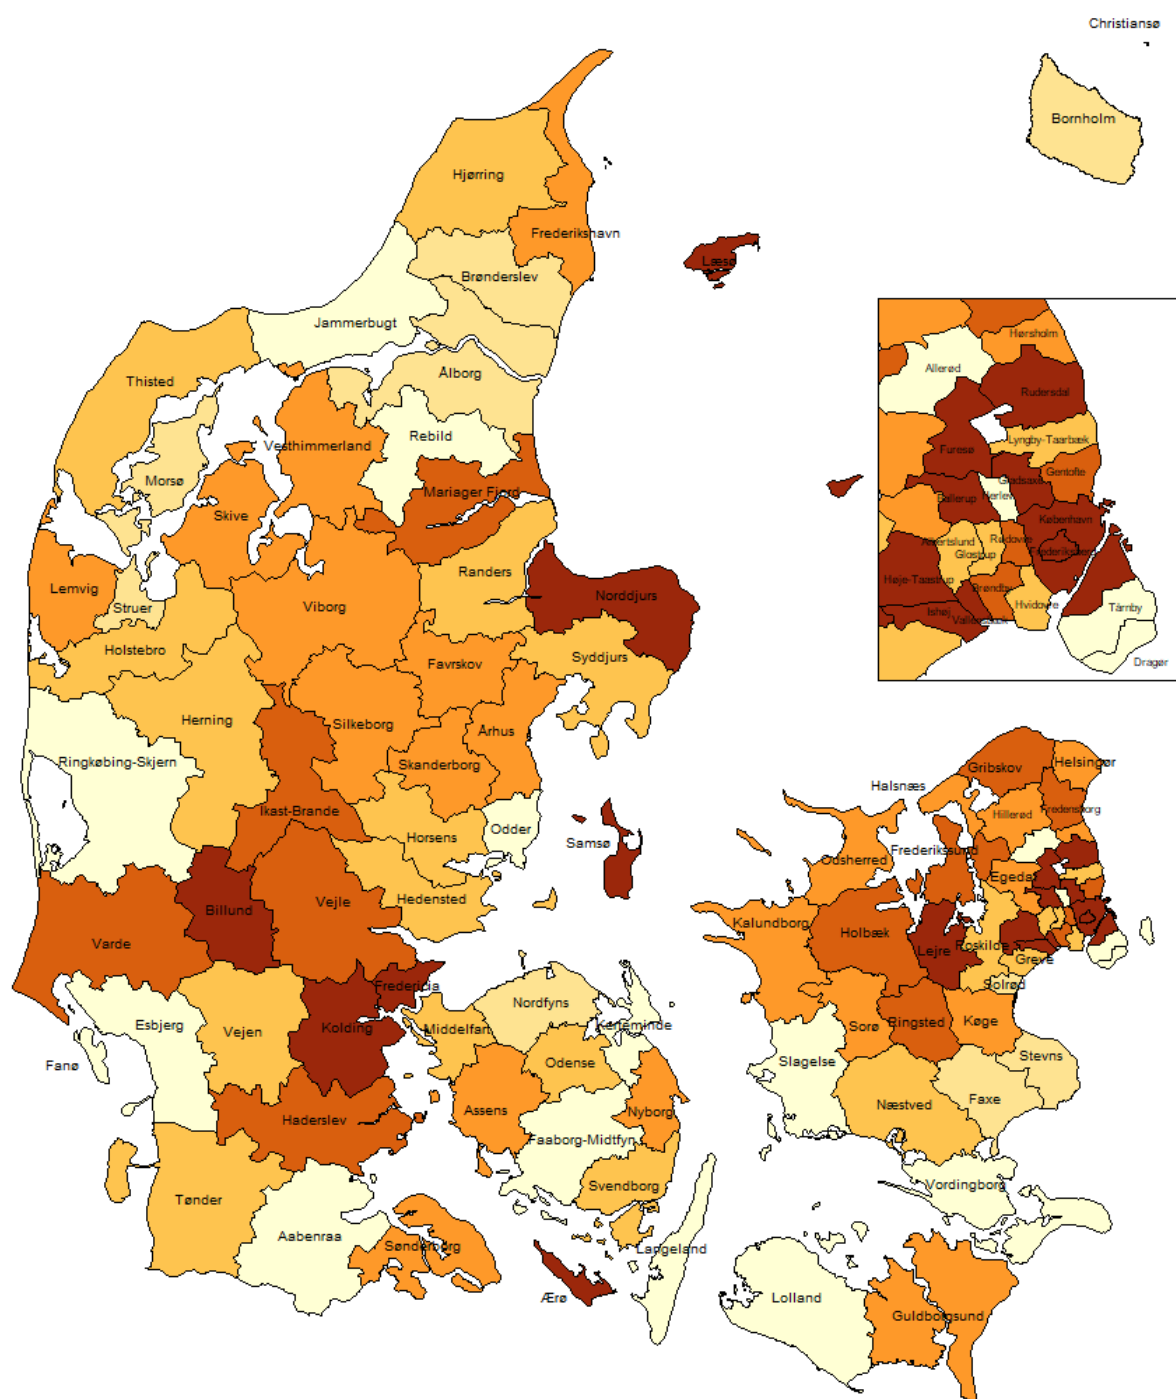 Christiansø
Bornholm
Hjørring
Frederikshavn
Læsø
Brønderslev
Jammerbugt
Ålborg
Thisted
Rebild
Vesthimmerland
Morsø
Mariager Fjord
Skive
Randers
Lemvig
Struer
Viborg
Norddjurs
Holstebro
Favrskov
Syddjurs
Herning
Silkeborg
Århus
Ringkøbing-Skjern
Skanderborg
Ikast-Brande
Horsens
Odder
Samsø
Hedensted
Billund
Vejle
Varde
Fredericia
Esbjerg
Vejen
Kolding
Fanø
Middelfart
Nordfyns
Kerteminde
Odense
Assens
Nyborg
Haderslev
Faaborg-Midtfyn
Svendborg
Tønder
Aabenraa
Sønderborg
Langeland
Ærø
Hørsholm
Allerød
Rudersdal
Lyngby-Taarbæk
Furesø
Gentofte
Gladsaxe
Ballerup
Herlev
København
Albertslund
Rødovre
Glostrup
Frederiksberg
Høje-Taastrup
Brøndby
Ishøj
Hvidovre
Vallensbæk
Tårnby
Dragør
Helsingør
Gribskov
Halsnæs
Fredensborg
Hillerød
Frederikssund
Odsherred
Egedal
Kalundborg
Holbæk
Lejre
Roskilde
Greve
Solrød
Sorø
Ringsted
Køge
Stevns
Slagelse
Næstved
Faxe
Vordingborg
Lolland
Guldborgsund